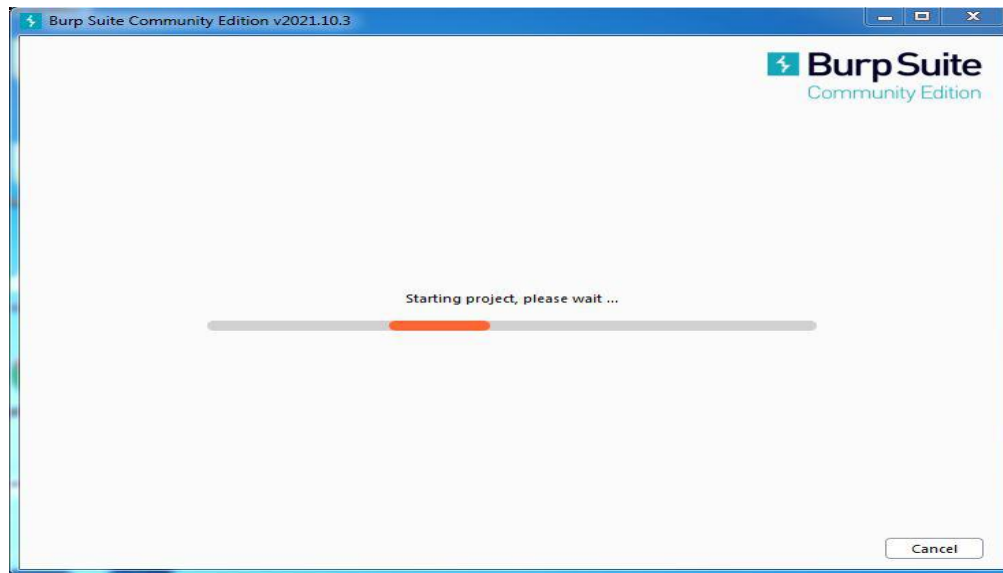 Burp Suite Community Edition v2021.10.3
Burp Suite
Community Edition
Starting project, please wait ...
Cancel